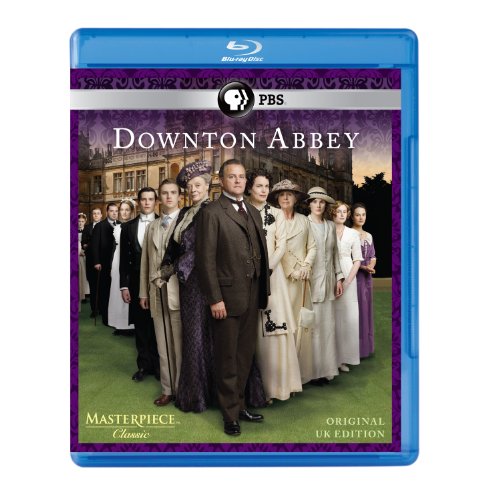 Blu-ray Disc
PBS
DOWNTON ABBEY
MASTERPIECE
Classic
ORIGINAL
UK EDITION